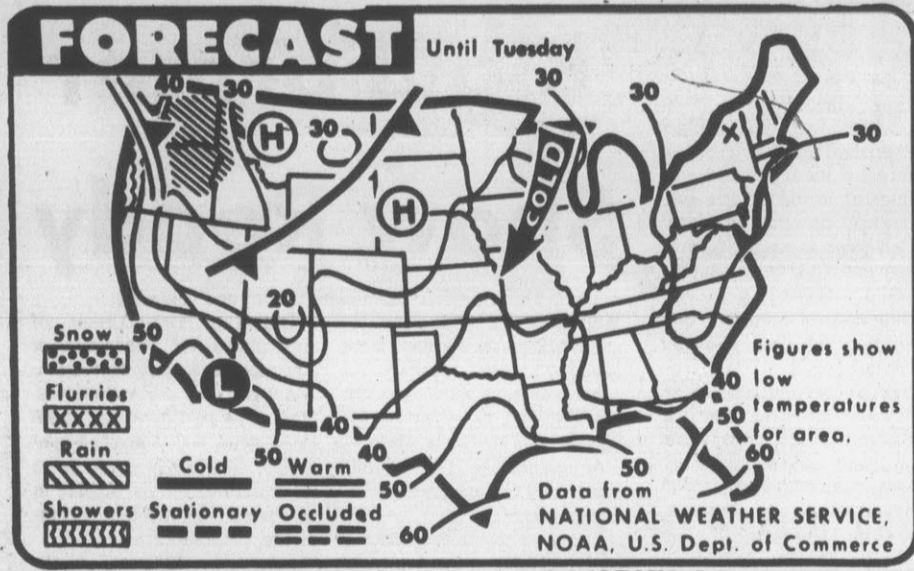 FORECAST
Until Tuesday
40
30
30
30
30
H
30
X
COLD
H
20
50
L
50
40
40
50
60
50
40
50
60
Snow
Flurries
XXXX
Rain
Showers
Cold
Warm
Stationary
Occluded
Figures show
low
temperatures
for area.
Data from
NATIONAL WEATHER SERVICE,
NOAA, U.S. Dept. of Commerce